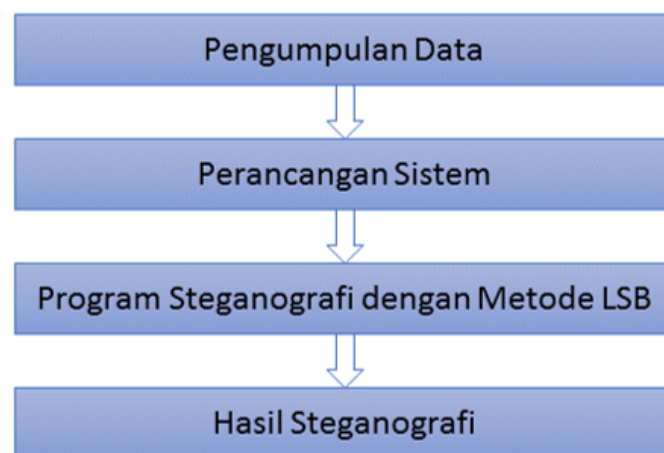 Pengumpulan Data
Perancangan Sistem
Program Steganografi dengan Metode LSB
Hasil Steganografi